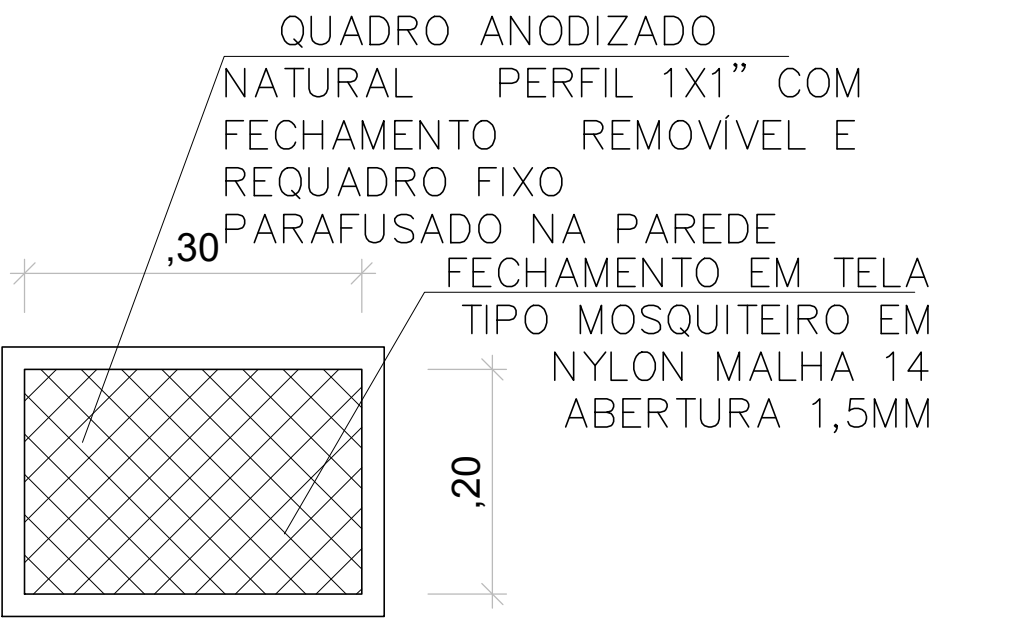 QUADRO ANODIZADO
NATURAL PERFIL 1X1” COM
FECHAMENTO REMOVÍVEL E
REQUADRO FIXO
PARAFUSADO NA PAREDE
,30
FECHAMENTO EM TELA
TIPO MOSQUITEIRO EM
NYLON MALHA 14
ABERTURA 1,5MM
,20